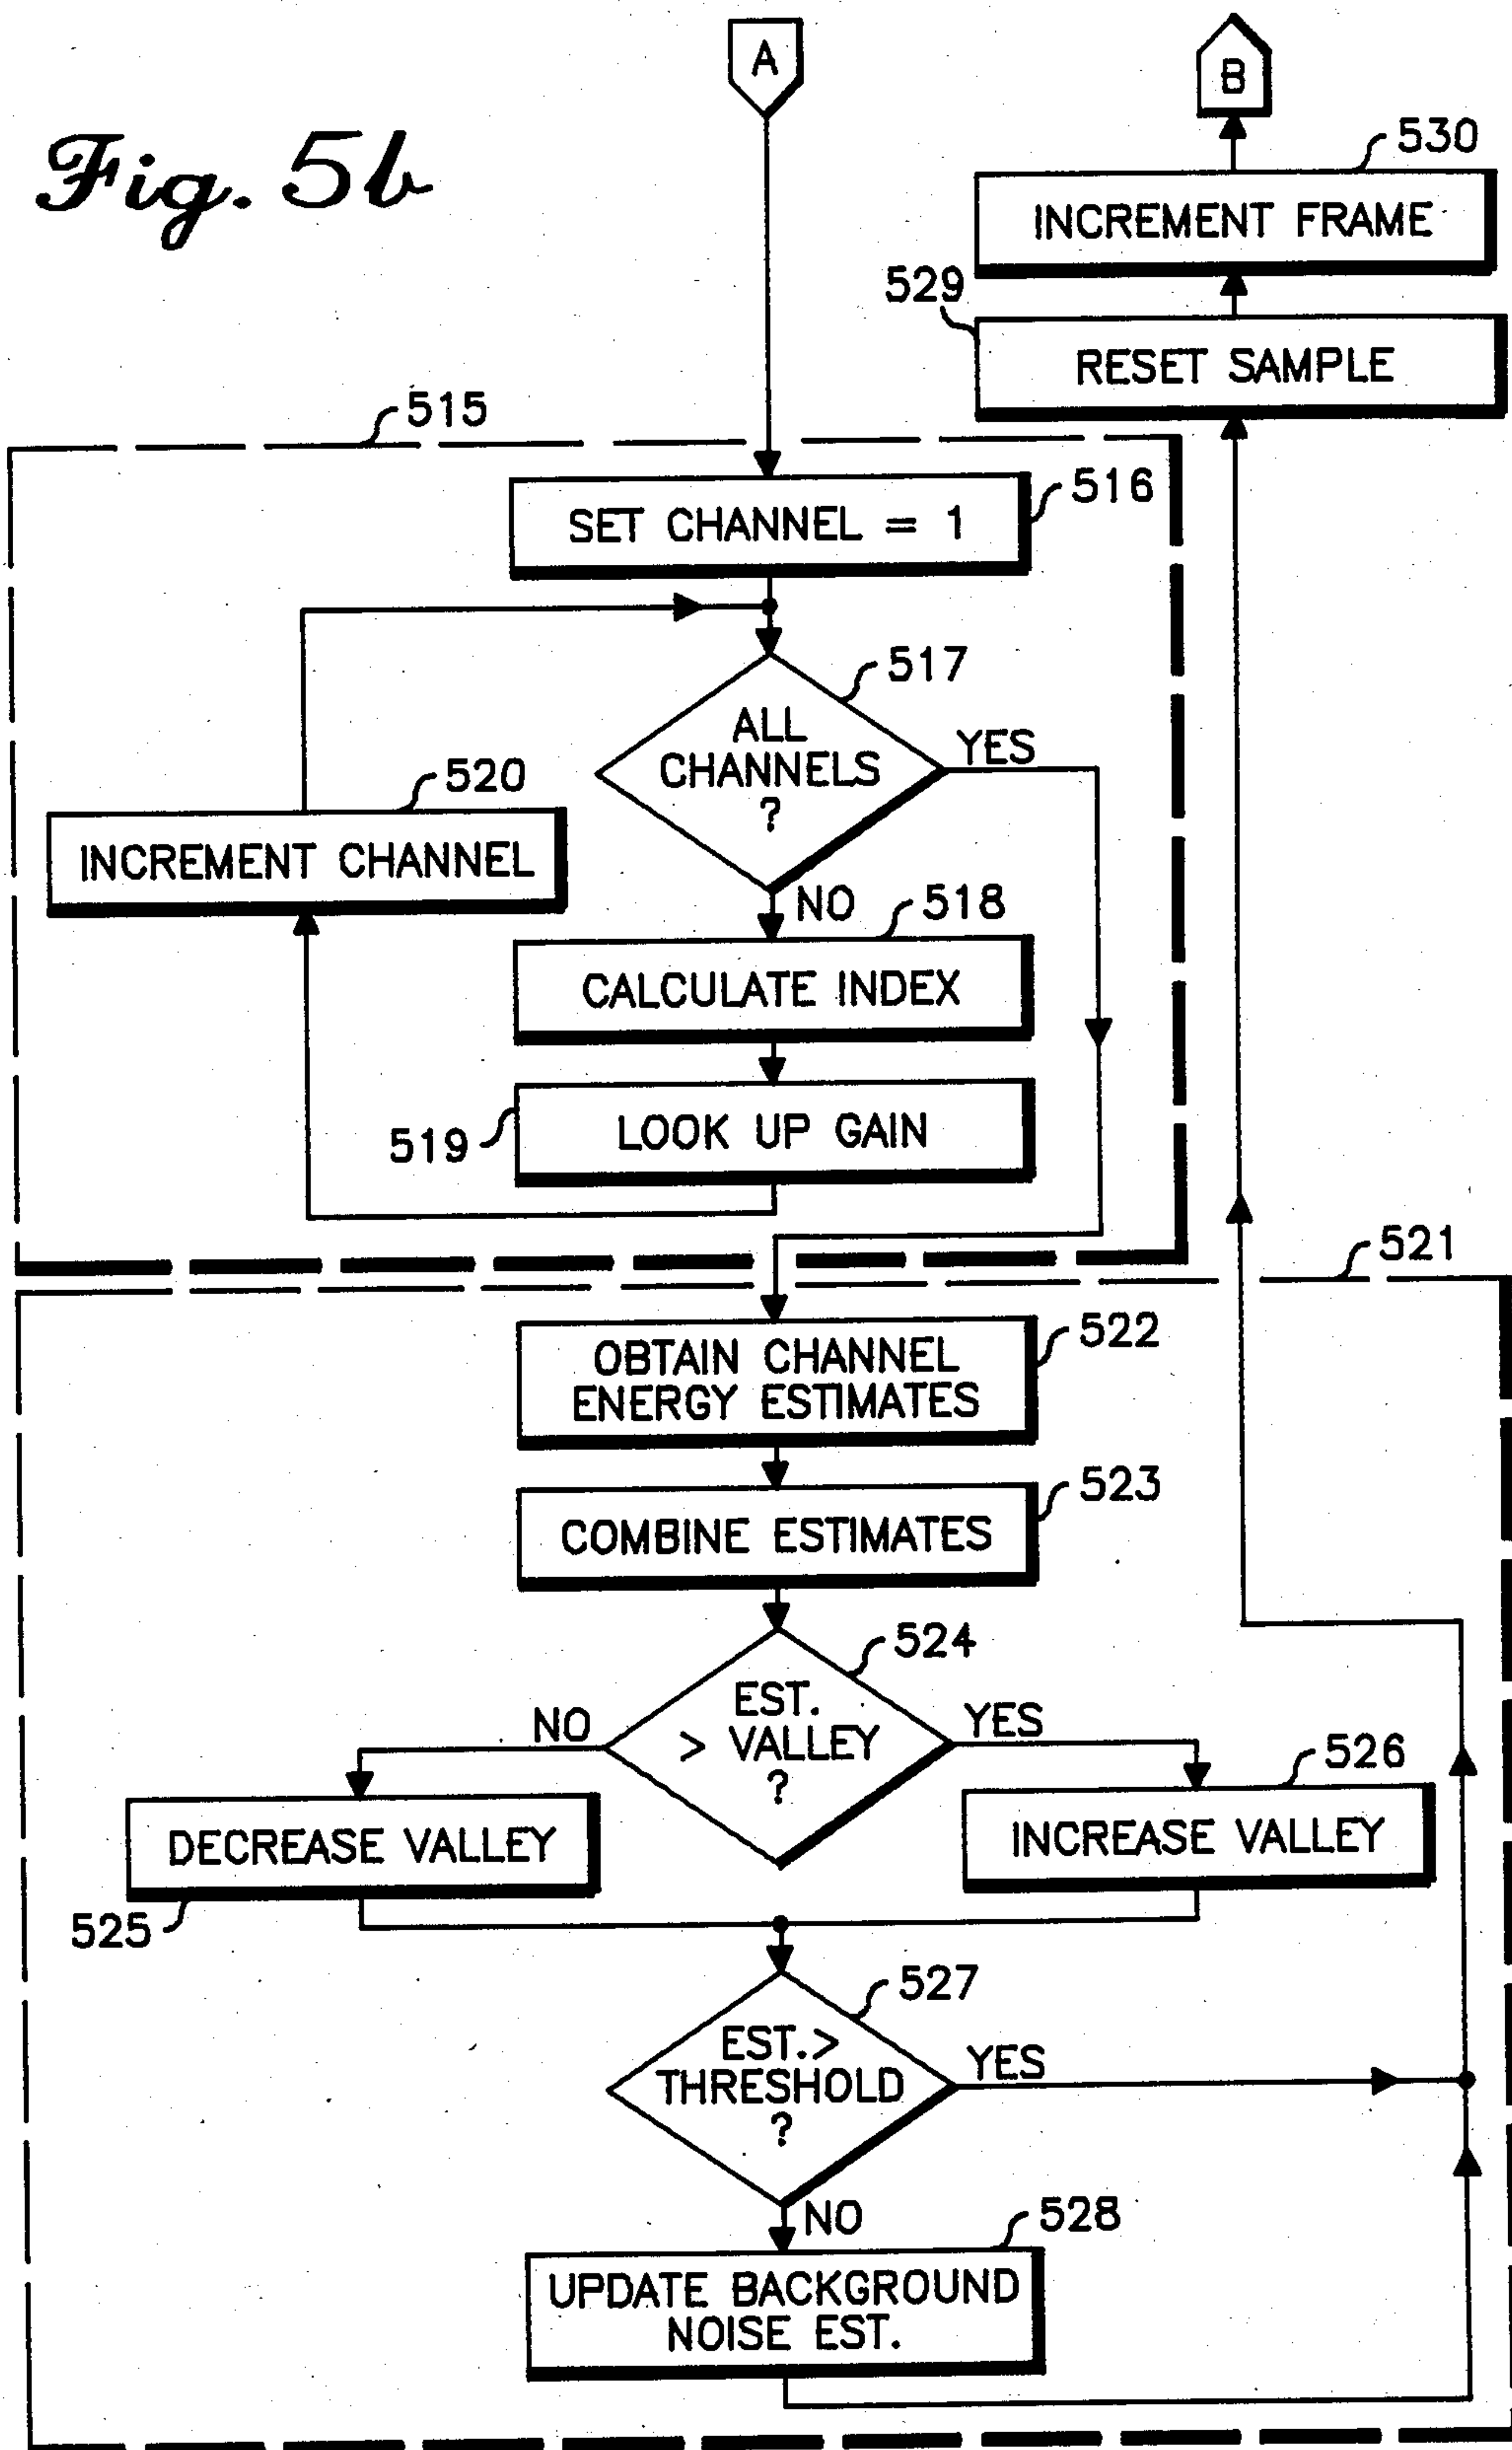 A
B
Fig. 5b
530
INCREMENT FRAME
529
RESET SAMPLE
515
516
SET CHANNEL = 1
517
ALL
CHANNELS
?
YES
520
INCREMENT CHANNEL
NO
518
CALCULATE INDEX
519
LOOK UP GAIN
521
522
OBTAIN CHANNEL
ENERGY ESTIMATES
523
COMBINE ESTIMATES
524
EST.
> VALLEY
?
NO
YES
526
DECREASE VALLEY
INCREASE VALLEY
525
527
EST.>
THRESHOLD
?
YES
NO
528
UPDATE BACKGROUND
NOISE EST.